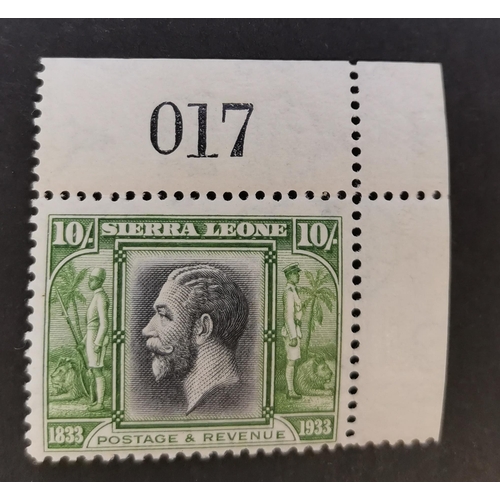 017
10/- SIERRA LEONE 10/-
1833 POSTAGE & REVENUE 1933